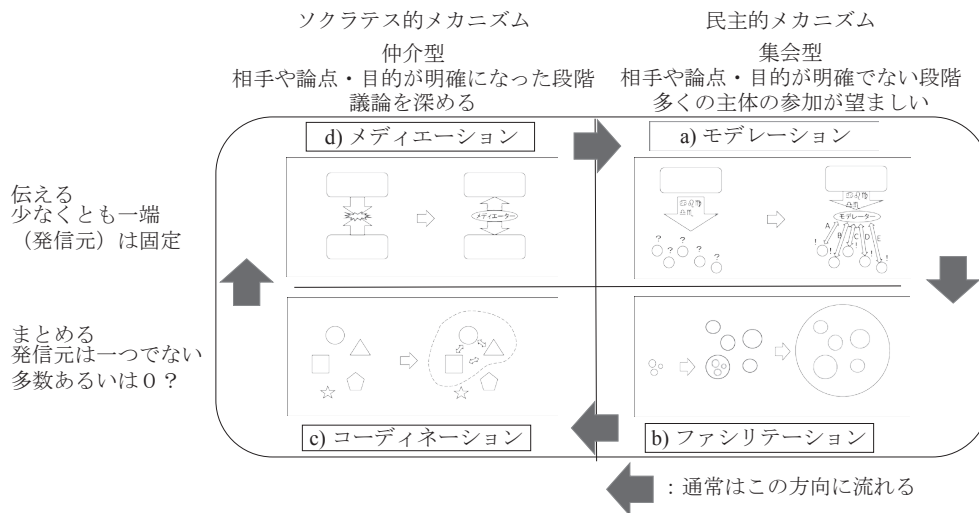 ソクラテス的メカニズム
仲介型
相手や論点・目的が明確になった段階
議論を深める
民主的メカニズム
集会型
相手や論点・目的が明確でない段階
多くの主体の参加が望ましい
d) メディエーション
a) モデレーション
伝える
少なくとも一端
（発信元）は固定
メディエーター
? ? ? ? ?
モデレーター
A B C D E
! ! ! ! !
まとめる
発信元は一つでない
多数あるいは０？
c) コーディネーション
b) ファシリテーション
：通常はこの方向に流れる